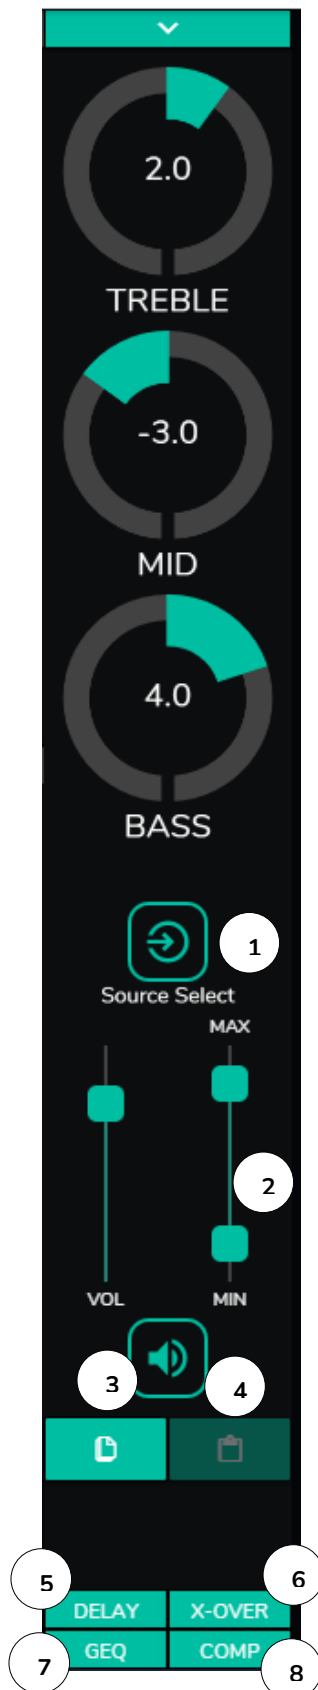 2.0
TREBLE
-3.0
MID
4.0
BASS
1
Source Select
MAX
2
VOL MIN
3 4
5 6
DELAY X-OVER
GEQ COMP
7 8